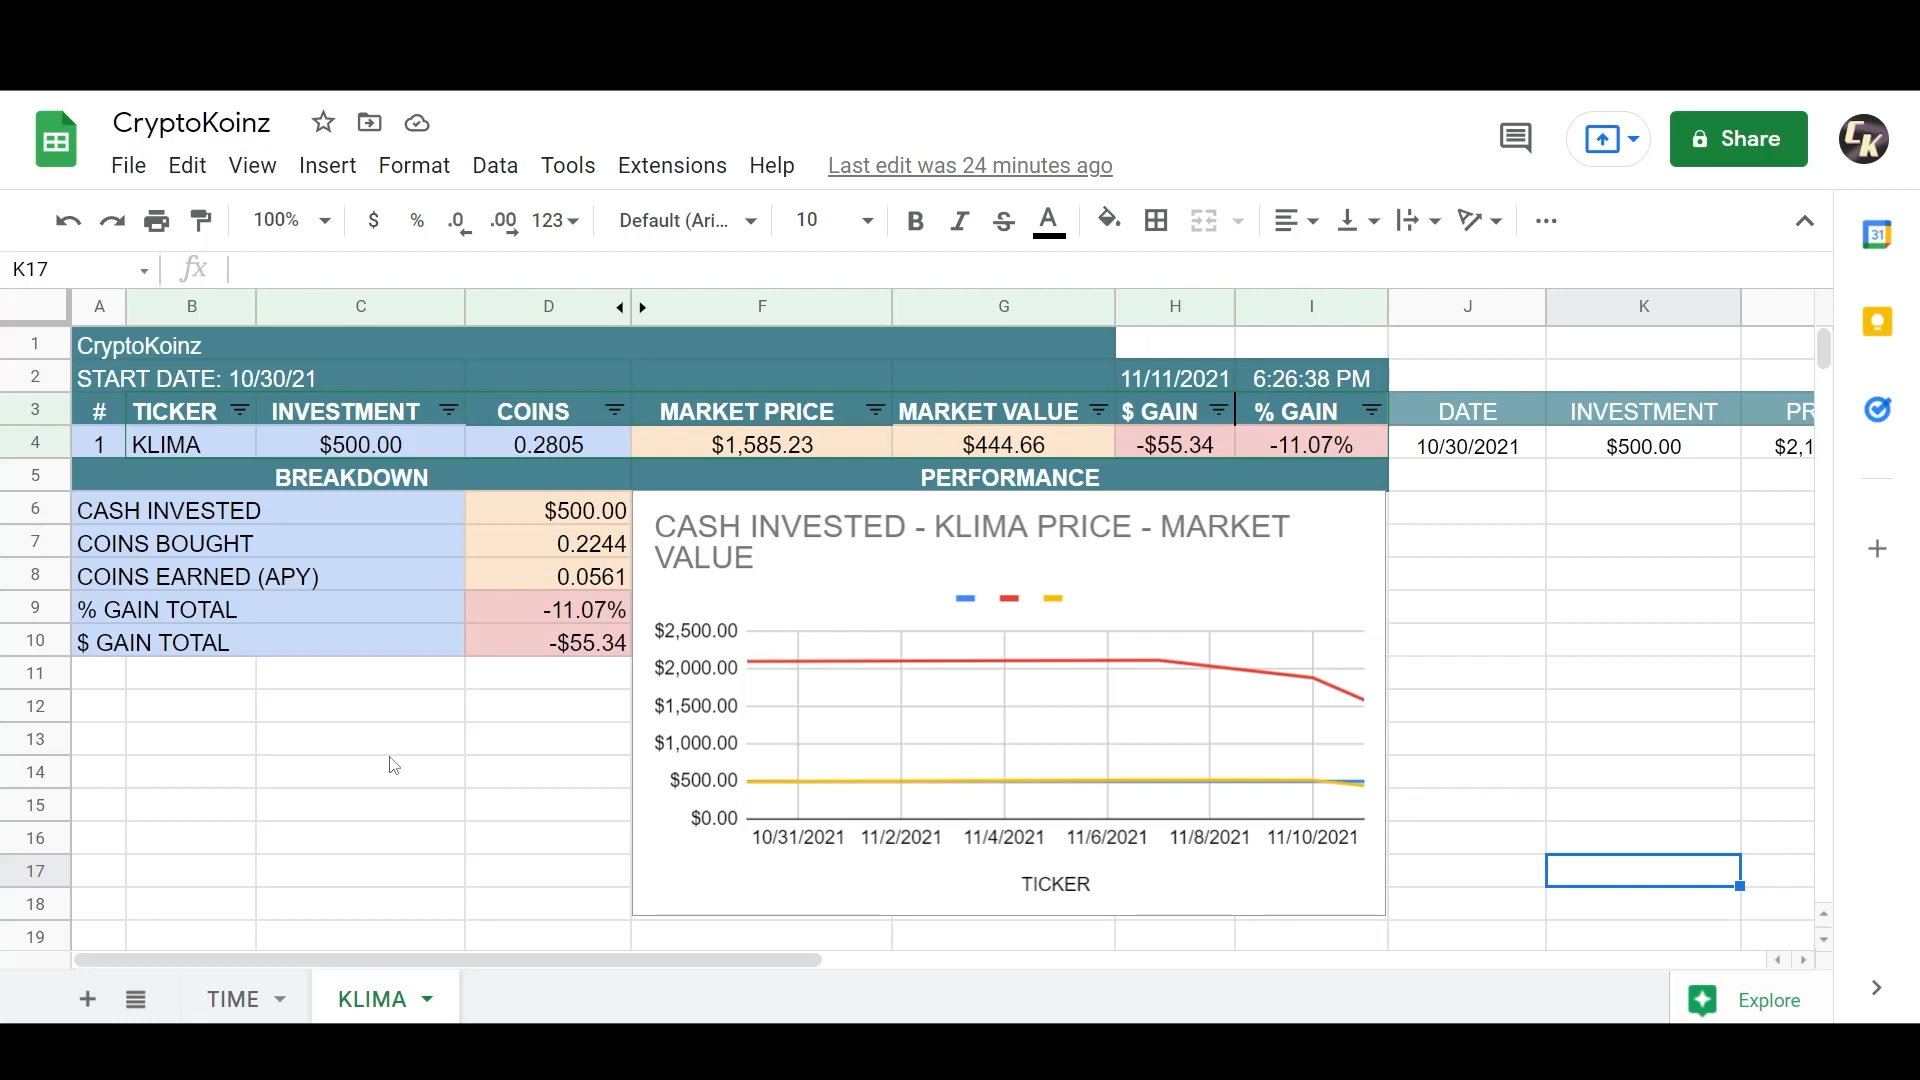 CryptoKoinz
File Edit View Insert Format Data Tools Extensions Help Last edit was 24 minutes ago
Share
CK
100% $ % .0 .00 123 Default (Ari... 10 B I S A
31
K17 fx
A B C D F G H I J K
1 CryptoKoinz
2 START DATE: 10/30/21 11/11/2021 6:26:38 PM
3 # TICKER INVESTMENT COINS MARKET PRICE MARKET VALUE $ GAIN % GAIN DATE INVESTMENT PR
4 1 KLIMA $500.00 0.2805 $1,585.23 $444.66 -$55.34 -11.07% 10/30/2021 $500.00 $2,1
5 BREAKDOWN PERFORMANCE
6 CASH INVESTED $500.00
7 COINS BOUGHT 0.2244
8 COINS EARNED (APY) 0.0561
9 % GAIN TOTAL -11.07%
10 $ GAIN TOTAL -$55.34
11
12
13
14
15
16
17
18
19
CASH INVESTED - KLIMA PRICE - MARKET
VALUE
$2,500.00
$2,000.00
$1,500.00
$1,000.00
$500.00
$0.00
10/31/2021 11/2/2021 11/4/2021 11/6/2021 11/8/2021 11/10/2021
TICKER
TIME KLIMA Explore